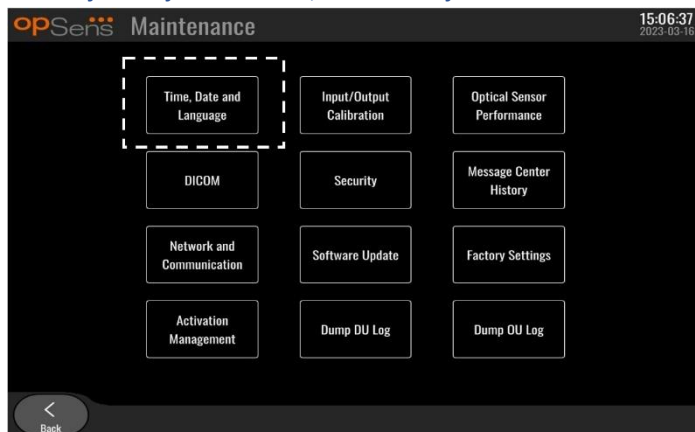 opSens Maintenance
15:06:37
2023-03-16
Time, Date and
Language
Input/Output
Calibration
Optical Sensor
Performance
DICOM
Security
Message Center
History
Network and
Communication
Software Update
Factory Settings
Activation
Management
Dump DU Log
Dump OU Log
Back